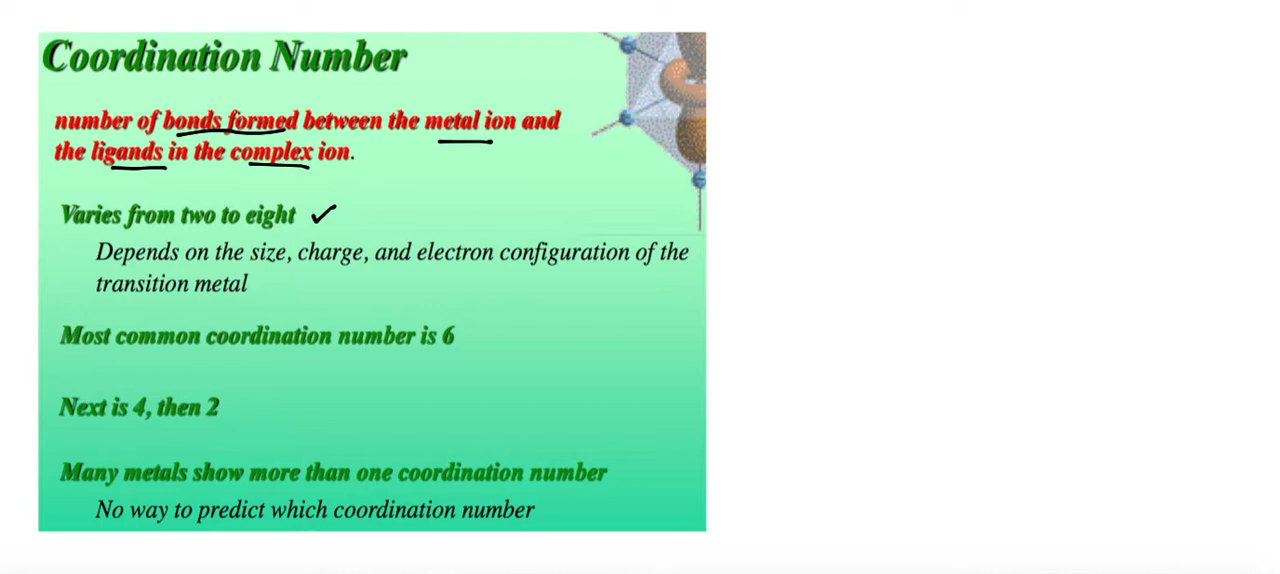 Coordination Number
number of bonds formed between the metal ion and
the ligands in the complex ion.
Varies from two to eight
Depends on the size, charge, and electron configuration of the
transition metal
Most common coordination number is 6
Next is 4, then 2
Many metals show more than one coordination number
No way to predict which coordination number